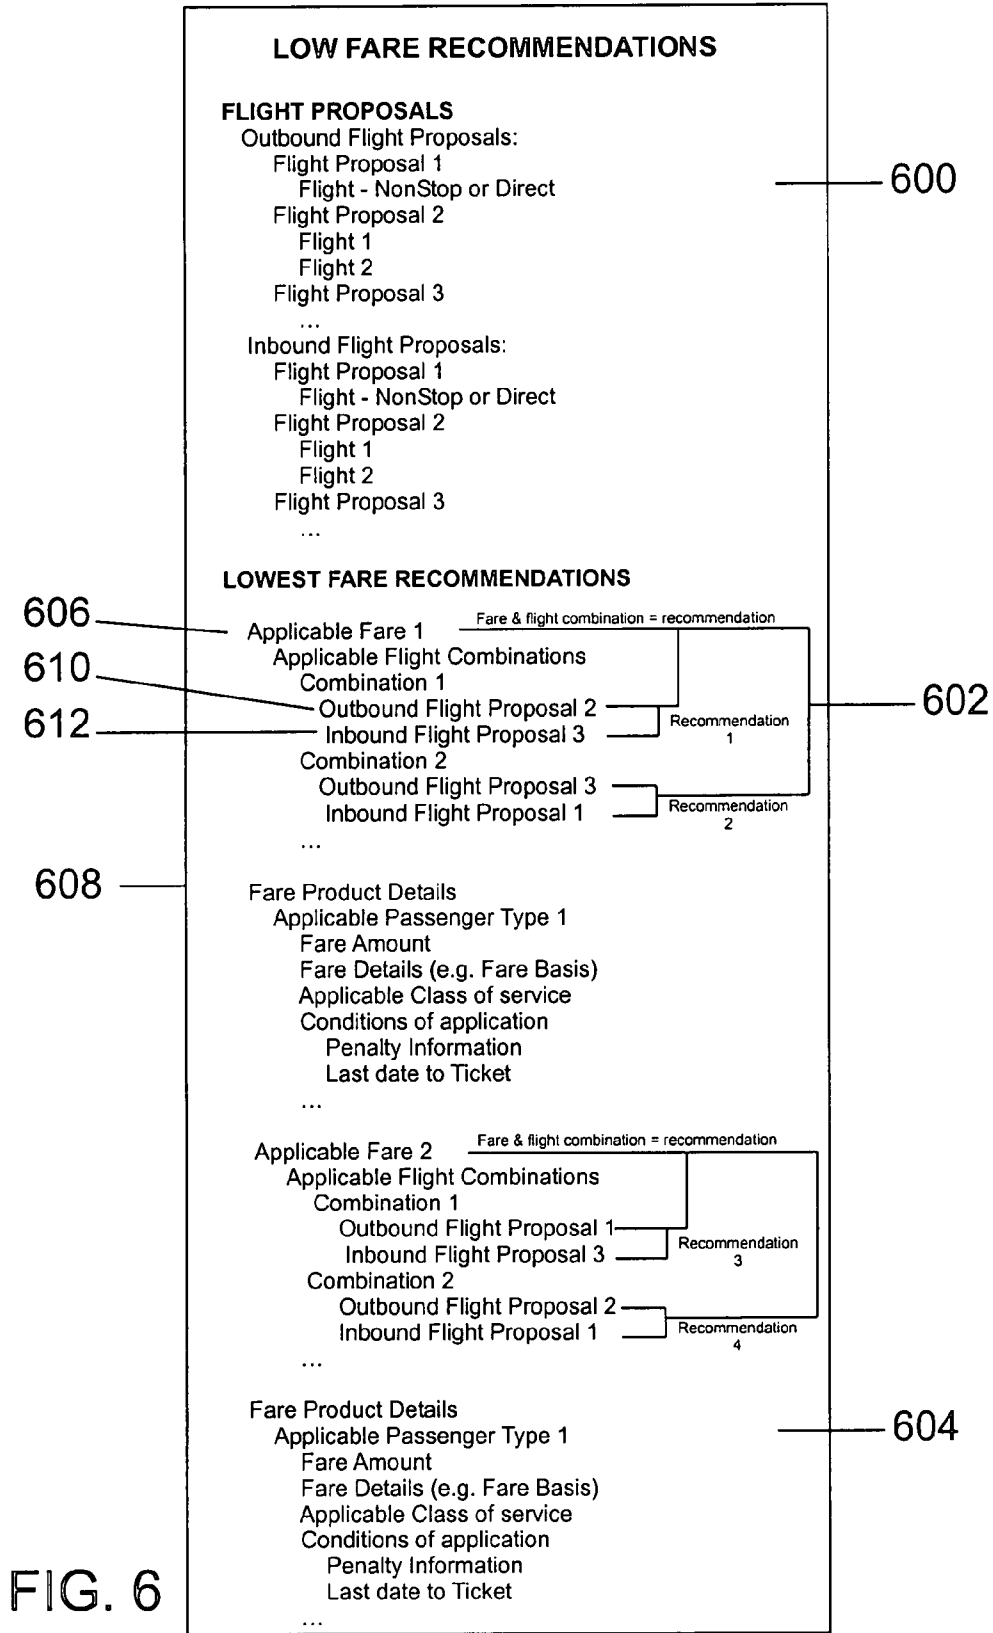 LOW FARE RECOMMENDATIONS
FLIGHT PROPOSALS
Outbound Flight Proposals:
Flight Proposal 1
Flight - NonStop or Direct
600
Flight Proposal 2
Flight 1
Flight 2
Flight Proposal 3
...
Inbound Flight Proposals:
Flight Proposal 1
Flight - NonStop or Direct
Flight Proposal 2
Flight 1
Flight 2
Flight Proposal 3
...
LOWEST FARE RECOMMENDATIONS
606
Applicable Fare 1
Fare & flight combination = recommendation
Applicable Flight Combinations
610
Combination 1
Outbound Flight Proposal 2
602
612
Inbound Flight Proposal 3
Recommendation
1
Combination 2
Outbound Flight Proposal 3
Inbound Flight Proposal 1
Recommendation
2
...
608
Fare Product Details
Applicable Passenger Type 1
Fare Amount
Fare Details (e.g. Fare Basis)
Applicable Class of service
Conditions of application
Penalty Information
Last date to Ticket
...
Applicable Fare 2
Fare & flight combination = recommendation
Applicable Flight Combinations
Combination 1
Outbound Flight Proposal 1
Inbound Flight Proposal 3
Recommendation
3
Combination 2
Outbound Flight Proposal 2
Inbound Flight Proposal 1
Recommendation
4
...
Fare Product Details
604
Applicable Passenger Type 1
Fare Amount
Fare Details (e.g. Fare Basis)
Applicable Class of service
Conditions of application
Penalty Information
Last date to Ticket
...
FIG. 6